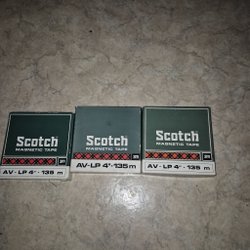 Scotch
MAGNETIC TAPE
AV-LP 4" · 135 m
Scotch
MAGNETIC TAPE
AV-LP 4"-135 m
Scotch
MAGNETIC TAPE
AV-LP 4" · 135 m